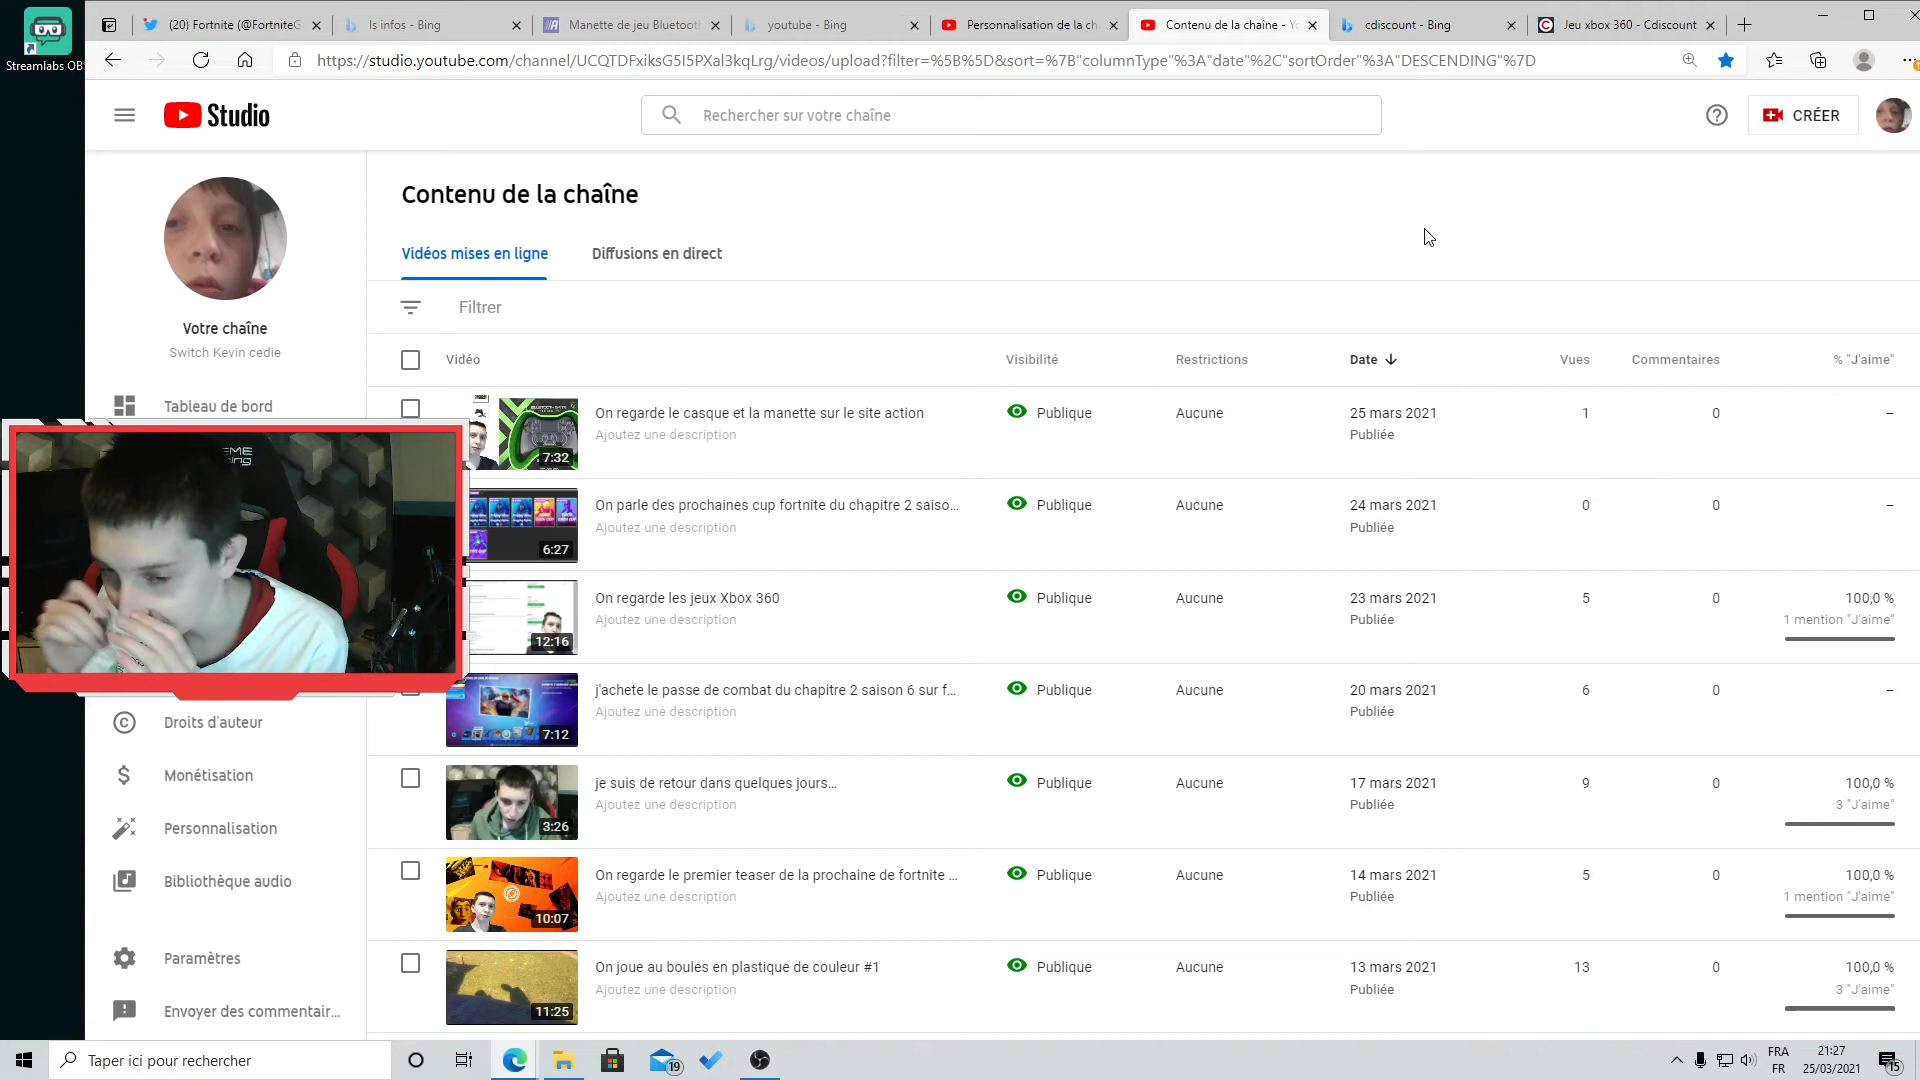 Streamlabs OB
(20) Fortnite (@FortniteG
ls infos - Bing
Manette de jeu Bluetooth
youtube - Bing
Personnalisation de la ch
Contenu de la chaîne - Yo
cdiscount - Bing
Jeu xbox 360 - Cdiscount
https://studio.youtube.com/channel/UCQTDFxiksG5I5PXal3kqLrg/videos/upload?filter=%5B%5D&sort=%7B"columnType"%3A"date"%2C"sortOrder"%3A"DESCENDING"%7D
Studio
Rechercher sur votre chaîne
CRÉER
Contenu de la chaîne
Vidéos mises en ligne
Diffusions en direct
Votre chaîne
Switch Kevin cedie
Filtrer
Vidéo
Visibilité
Restrictions
Date
Vues
Commentaires
% "J'aime"
Tableau de bord
7:32
On regarde le casque et la manette sur le site action
Ajoutez une description
Publique
Aucune
25 mars 2021
Publiée
1
0
–
6:27
On parle des prochaines cup fortnite du chapitre 2 saiso...
Ajoutez une description
Publique
Aucune
24 mars 2021
Publiée
0
0
–
12:16
On regarde les jeux Xbox 360
Ajoutez une description
Publique
Aucune
23 mars 2021
Publiée
5
0
100,0 %
1 mention "J'aime"
7:12
j'achete le passe de combat du chapitre 2 saison 6 sur f...
Ajoutez une description
Publique
Aucune
20 mars 2021
Publiée
6
0
–
Droits d'auteur
Monétisation
3:26
je suis de retour dans quelques jours...
Ajoutez une description
Publique
Aucune
17 mars 2021
Publiée
9
0
100,0 %
3 "J'aime"
Personnalisation
Bibliothèque audio
10:07
On regarde le premier teaser de la prochaine de fortnite ...
Ajoutez une description
Publique
Aucune
14 mars 2021
Publiée
5
0
100,0 %
1 mention "J'aime"
Paramètres
Envoyer des commentair...
11:25
On joue au boules en plastique de couleur #1
Ajoutez une description
Publique
Aucune
13 mars 2021
Publiée
13
0
100,0 %
3 "J'aime"
Taper ici pour rechercher
19
FRA
FR
21:27
25/03/2021
15